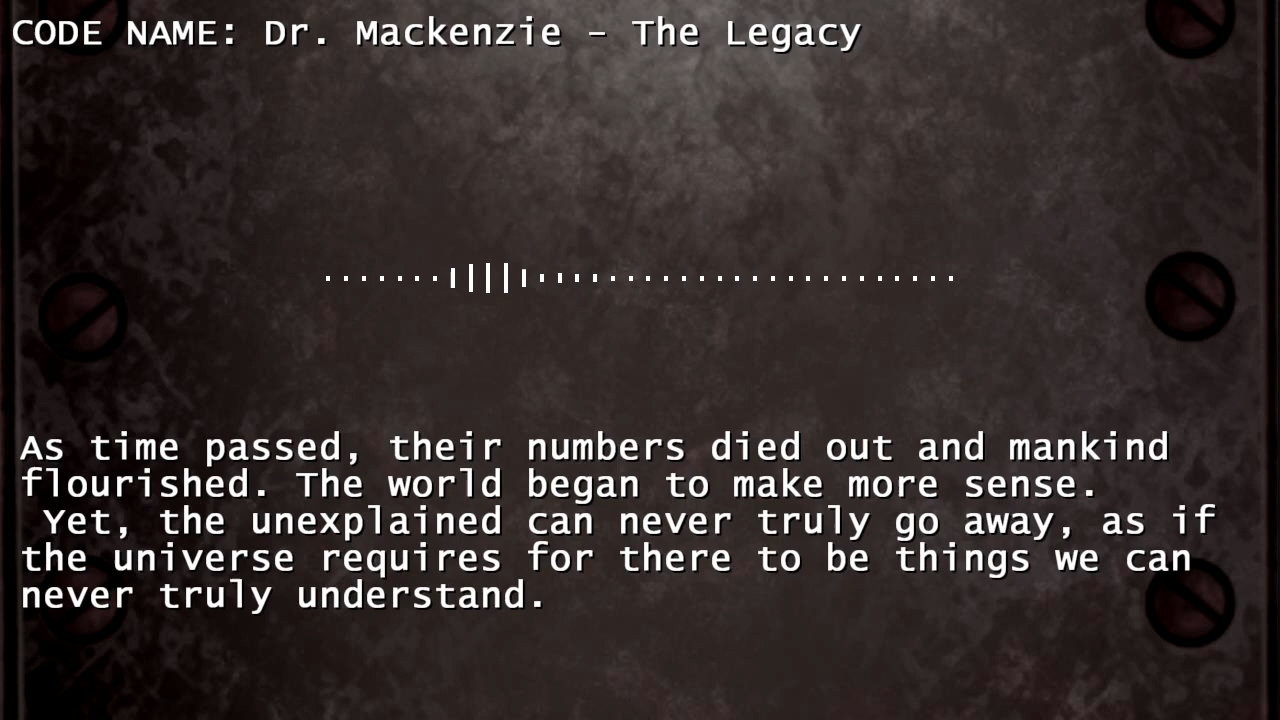 CODE NAME: Dr. Mackenzie - The Legacy
As time passed, their numbers died out and mankind
flourished. The world began to make more sense.
Yet, the unexplained can never truly go away, as if
the universe requires for there to be things we can
never truly understand.